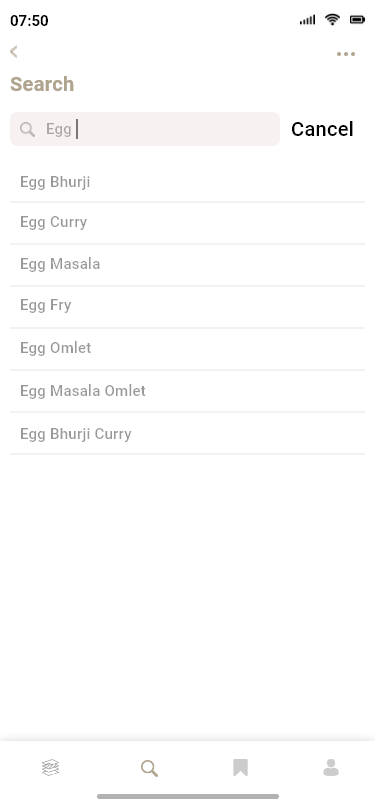 07:50
Search
Egg
Cancel
Egg Bhurji
Egg Curry
Egg Masala
Egg Fry
Egg Omlet
Egg Masala Omlet
Egg Bhurji Curry